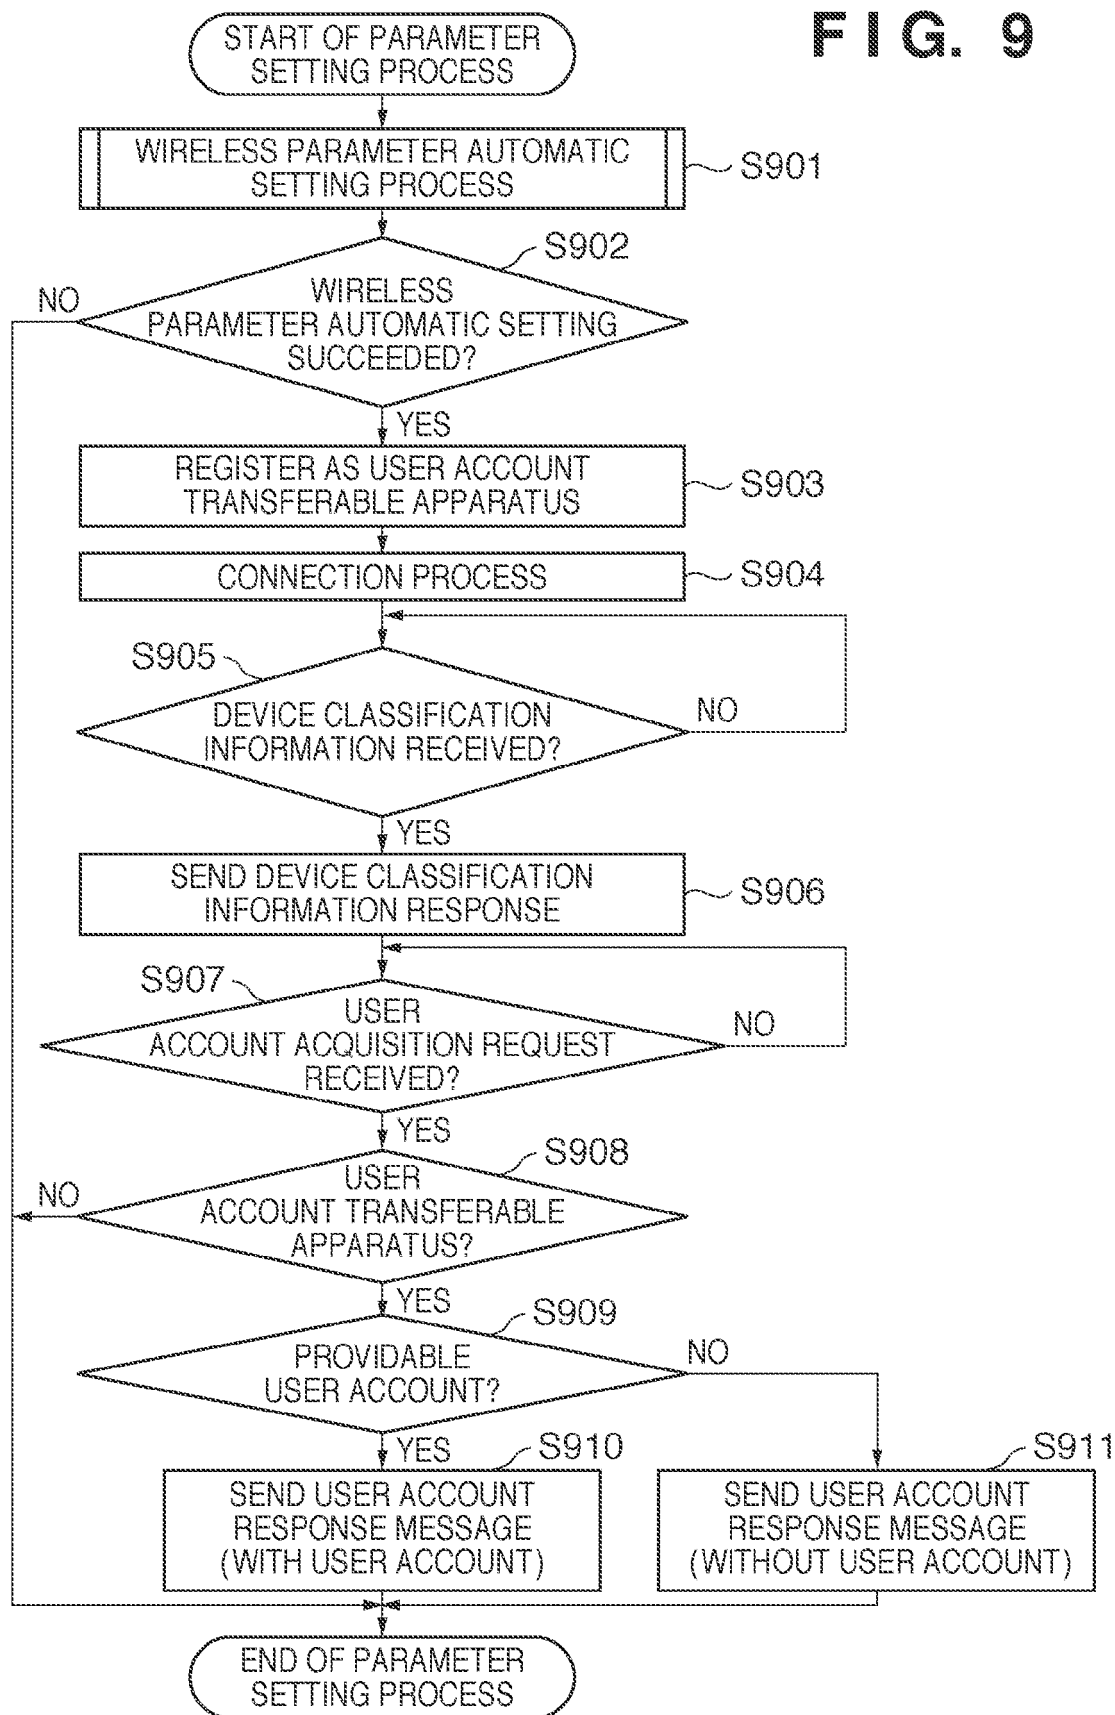 FIG. 9
START OF PARAMETER
SETTING PROCESS
WIRELESS PARAMETER AUTOMATIC
SETTING PROCESS
S901
S902
NO
WIRELESS
PARAMETER AUTOMATIC SETTING
SUCCEEDED?
YES
REGISTER AS USER ACCOUNT
TRANSFERABLE APPARATUS
S903
CONNECTION PROCESS
S904
S905
DEVICE CLASSIFICATION
INFORMATION RECEIVED?
NO
YES
SEND DEVICE CLASSIFICATION
INFORMATION RESPONSE
S906
S907
USER
ACCOUNT ACQUISITION REQUEST
RECEIVED?
NO
YES
S908
NO
USER
ACCOUNT TRANSFERABLE
APPARATUS?
YES
S909
PROVIDABLE
USER ACCOUNT?
NO
YES
S910
SEND USER ACCOUNT
RESPONSE MESSAGE
(WITH USER ACCOUNT)
S911
SEND USER ACCOUNT
RESPONSE MESSAGE
(WITHOUT USER ACCOUNT)
END OF PARAMETER
SETTING PROCESS